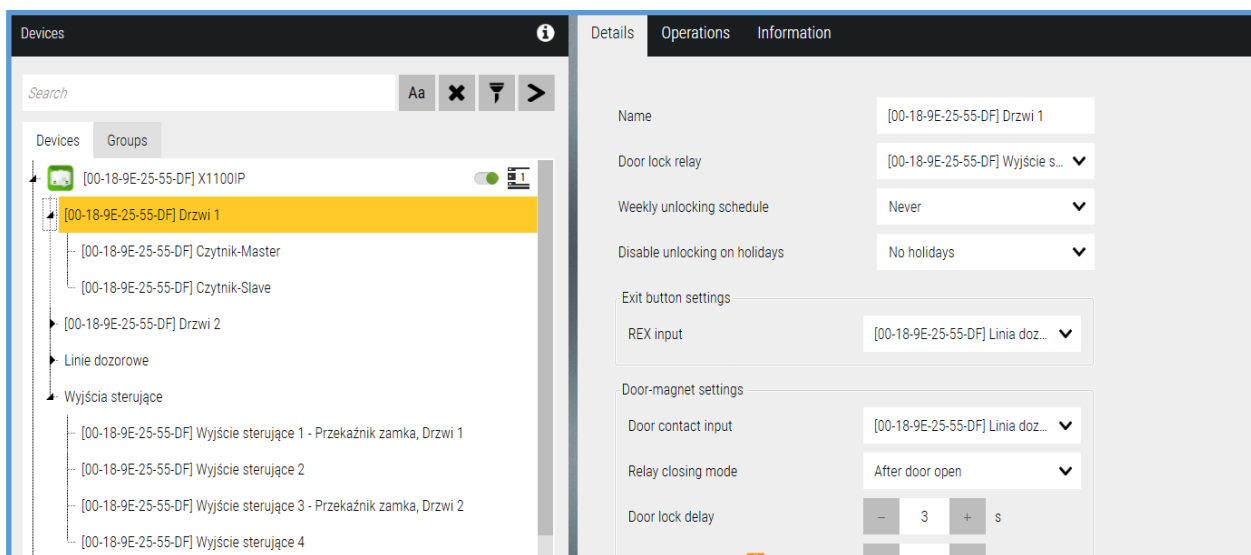 Devices
Details Operations Information
Search
Aa
Devices Groups
[00-18-9E-25-55-DF] X1100IP
1
[00-18-9E-25-55-DF] Drzwi 1
[00-18-9E-25-55-DF] Czytnik-Master
[00-18-9E-25-55-DF] Czytnik-Slave
[00-18-9E-25-55-DF] Drzwi 2
Linie dozorowe
Wyjścia sterujące
[00-18-9E-25-55-DF] Wyjście sterujące 1 - Przekaźnik zamka, Drzwi 1
[00-18-9E-25-55-DF] Wyjście sterujące 2
[00-18-9E-25-55-DF] Wyjście sterujące 3 - Przekaźnik zamka, Drzwi 2
[00-18-9E-25-55-DF] Wyjście sterujące 4
Name [00-18-9E-25-55-DF] Drzwi 1
Door lock relay [00-18-9E-25-55-DF] Wyjście s...
Weekly unlocking schedule Never
Disable unlocking on holidays No holidays
Exit button settings
REX input [00-18-9E-25-55-DF] Linia doz...
Door-magnet settings
Door contact input [00-18-9E-25-55-DF] Linia doz...
Relay closing mode After door open
Door lock delay - 3 + s